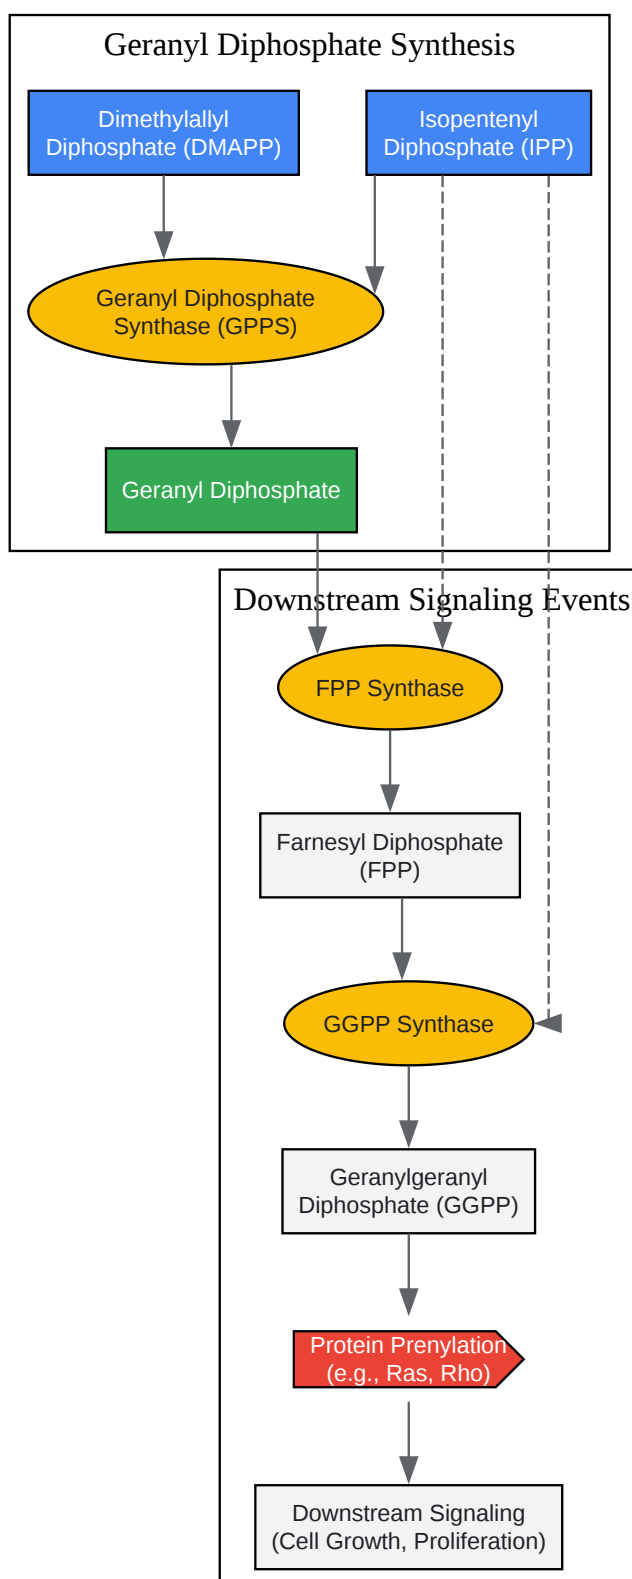 Geranyl Diphosphate Synthesis
Dimethylallyl
Diphosphate (DMAPP)
Isopentenyl
Diphosphate (IPP)
Geranyl Diphosphate
Synthase (GPPS)
Geranyl Diphosphate
Downstream Signaling Events
FPP Synthase
Farnesyl Diphosphate
(FPP)
GGPP Synthase
Geranylgeranyl
Diphosphate (GGPP)
Protein Prenylation
(e.g., Ras, Rho)
Downstream Signaling
(Cell Growth, Proliferation)